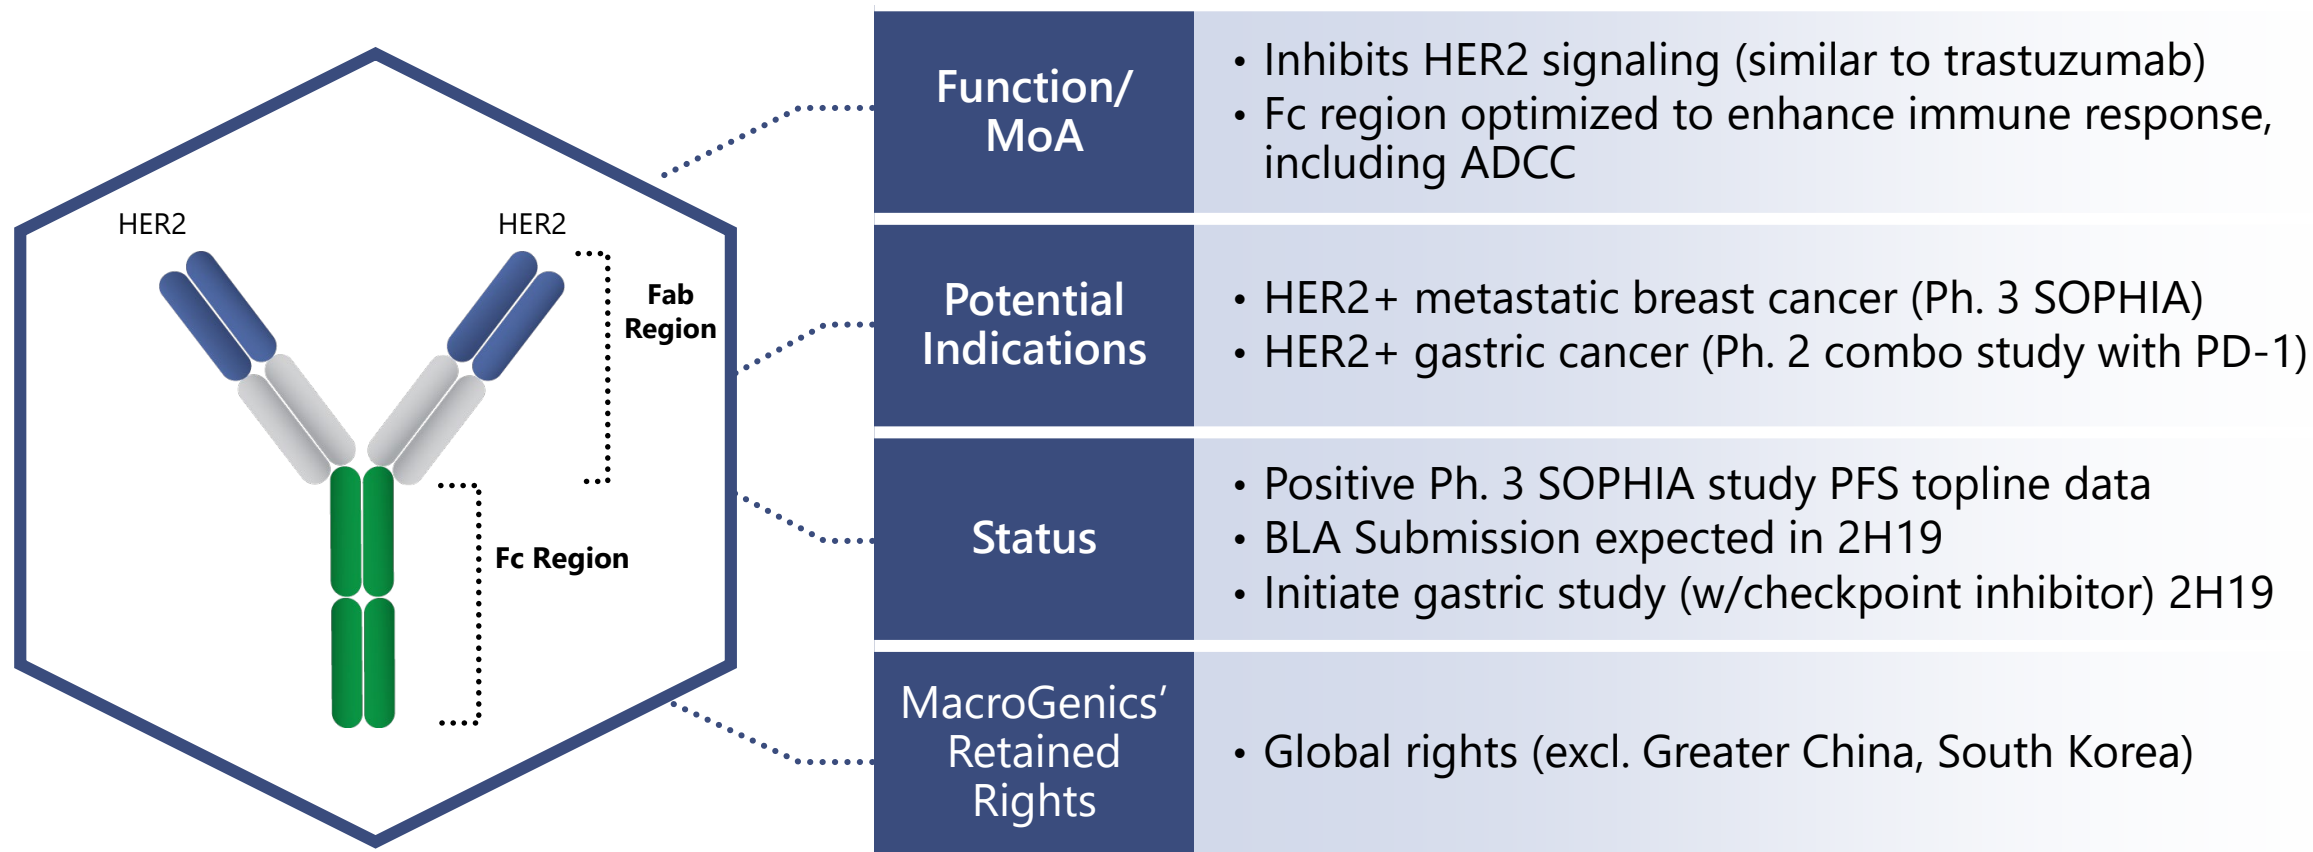 HER2
HER2
Fab
Region
Fc Region
Function/
MoA
• Inhibits HER2 signaling (similar to trastuzumab)
• Fc region optimized to enhance immune response,
including ADCC
Potential
Indications
• HER2+ metastatic breast cancer (Ph. 3 SOPHIA)
• HER2+ gastric cancer (Ph. 2 combo study with PD-1)
Status
• Positive Ph. 3 SOPHIA study PFS topline data
• BLA Submission expected in 2H19
• Initiate gastric study (w/checkpoint inhibitor) 2H19
MacroGenics’
Retained
Rights
• Global rights (excl. Greater China, South Korea)